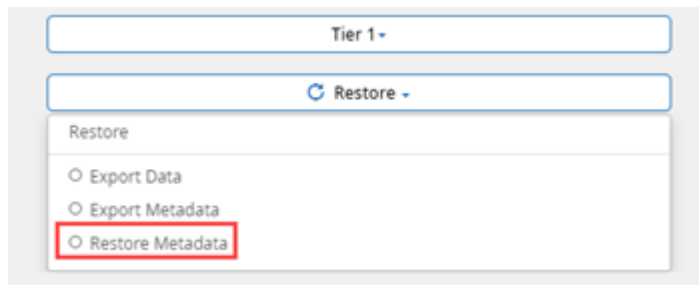 Tier 1
Restore
Restore
Export Data
Export Metadata
Restore Metadata